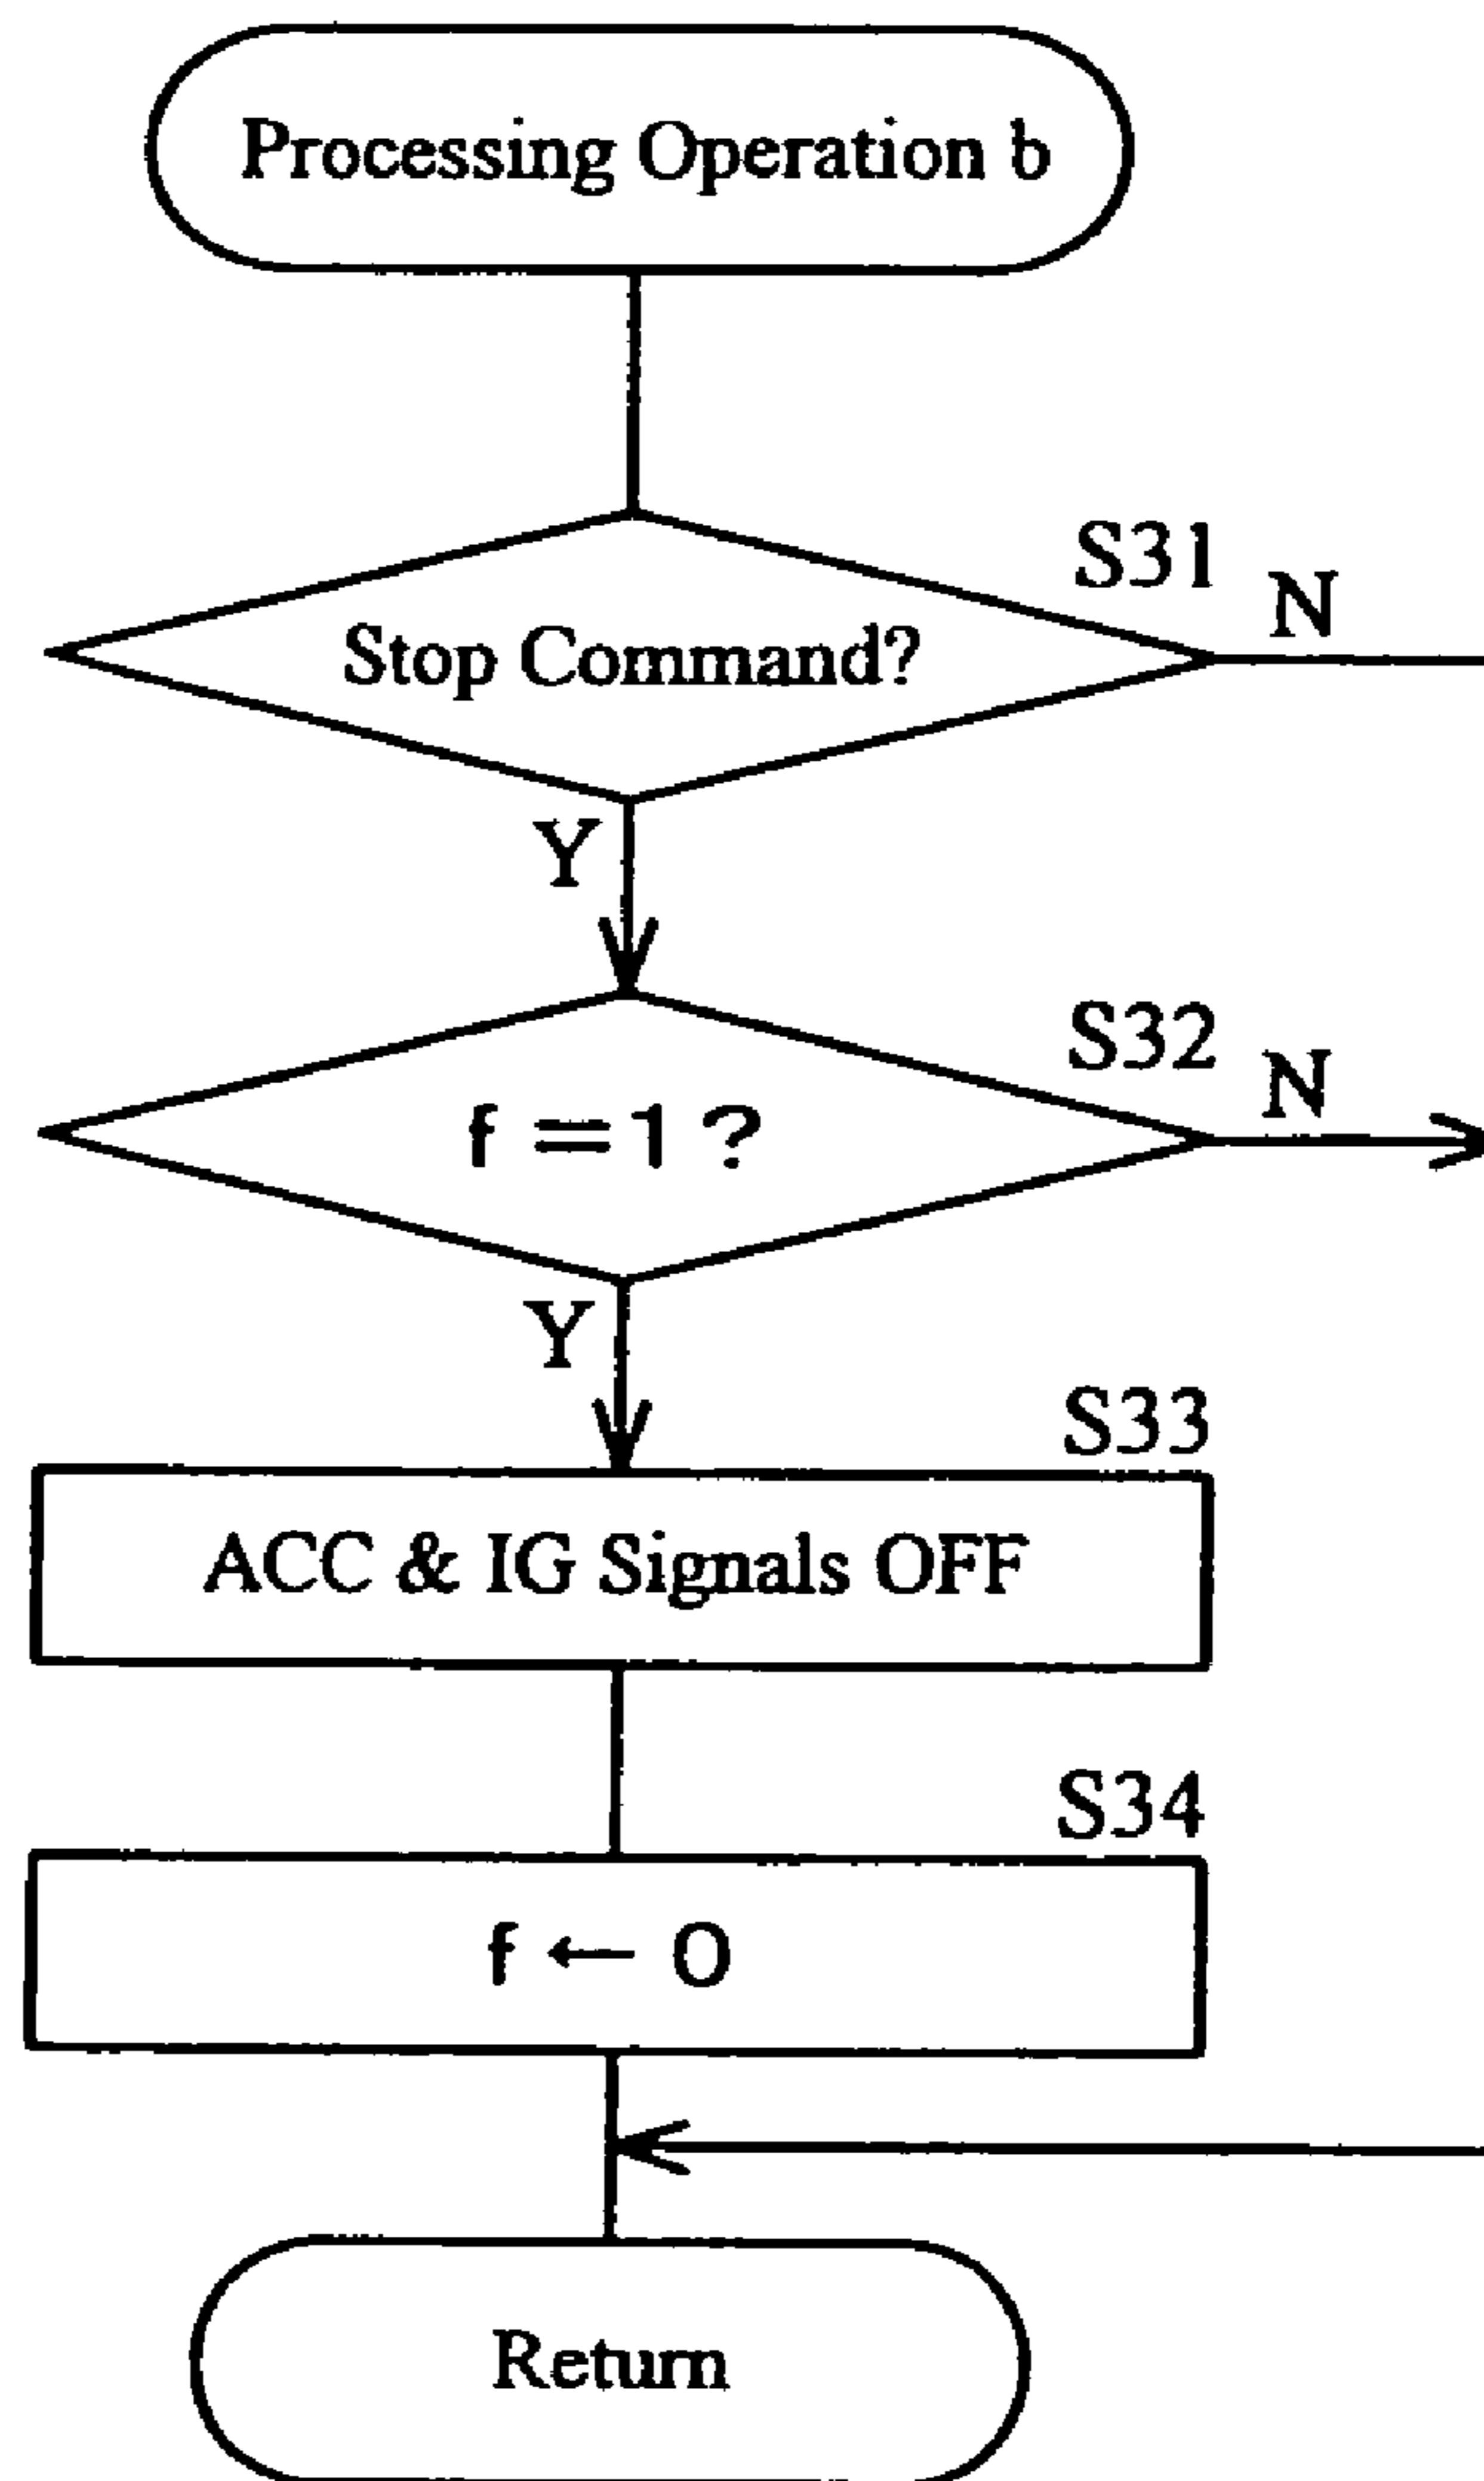 Processing Operation b
S31
N
Stop Command?
Y
S32
N
f =1 ?
Y
S33
ACC & IG Signals OFF
S34
f ← 0
Return